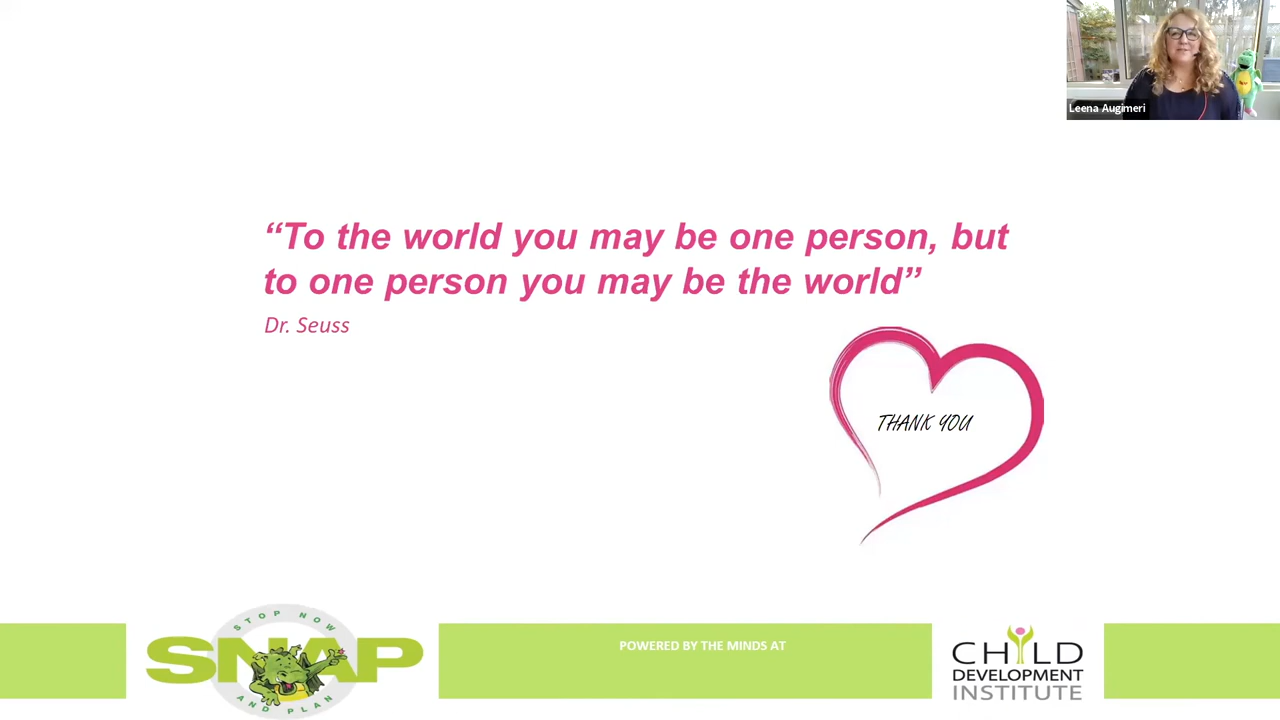 Leena Augimeri
“To the world you may be one person, but
to one person you may be the world”
Dr. Seuss
THANK YOU
STOP NOW
SNAP
AND PLAN
POWERED BY THE MINDS AT
CHILD
DEVELOPMENT
INSTITUTE